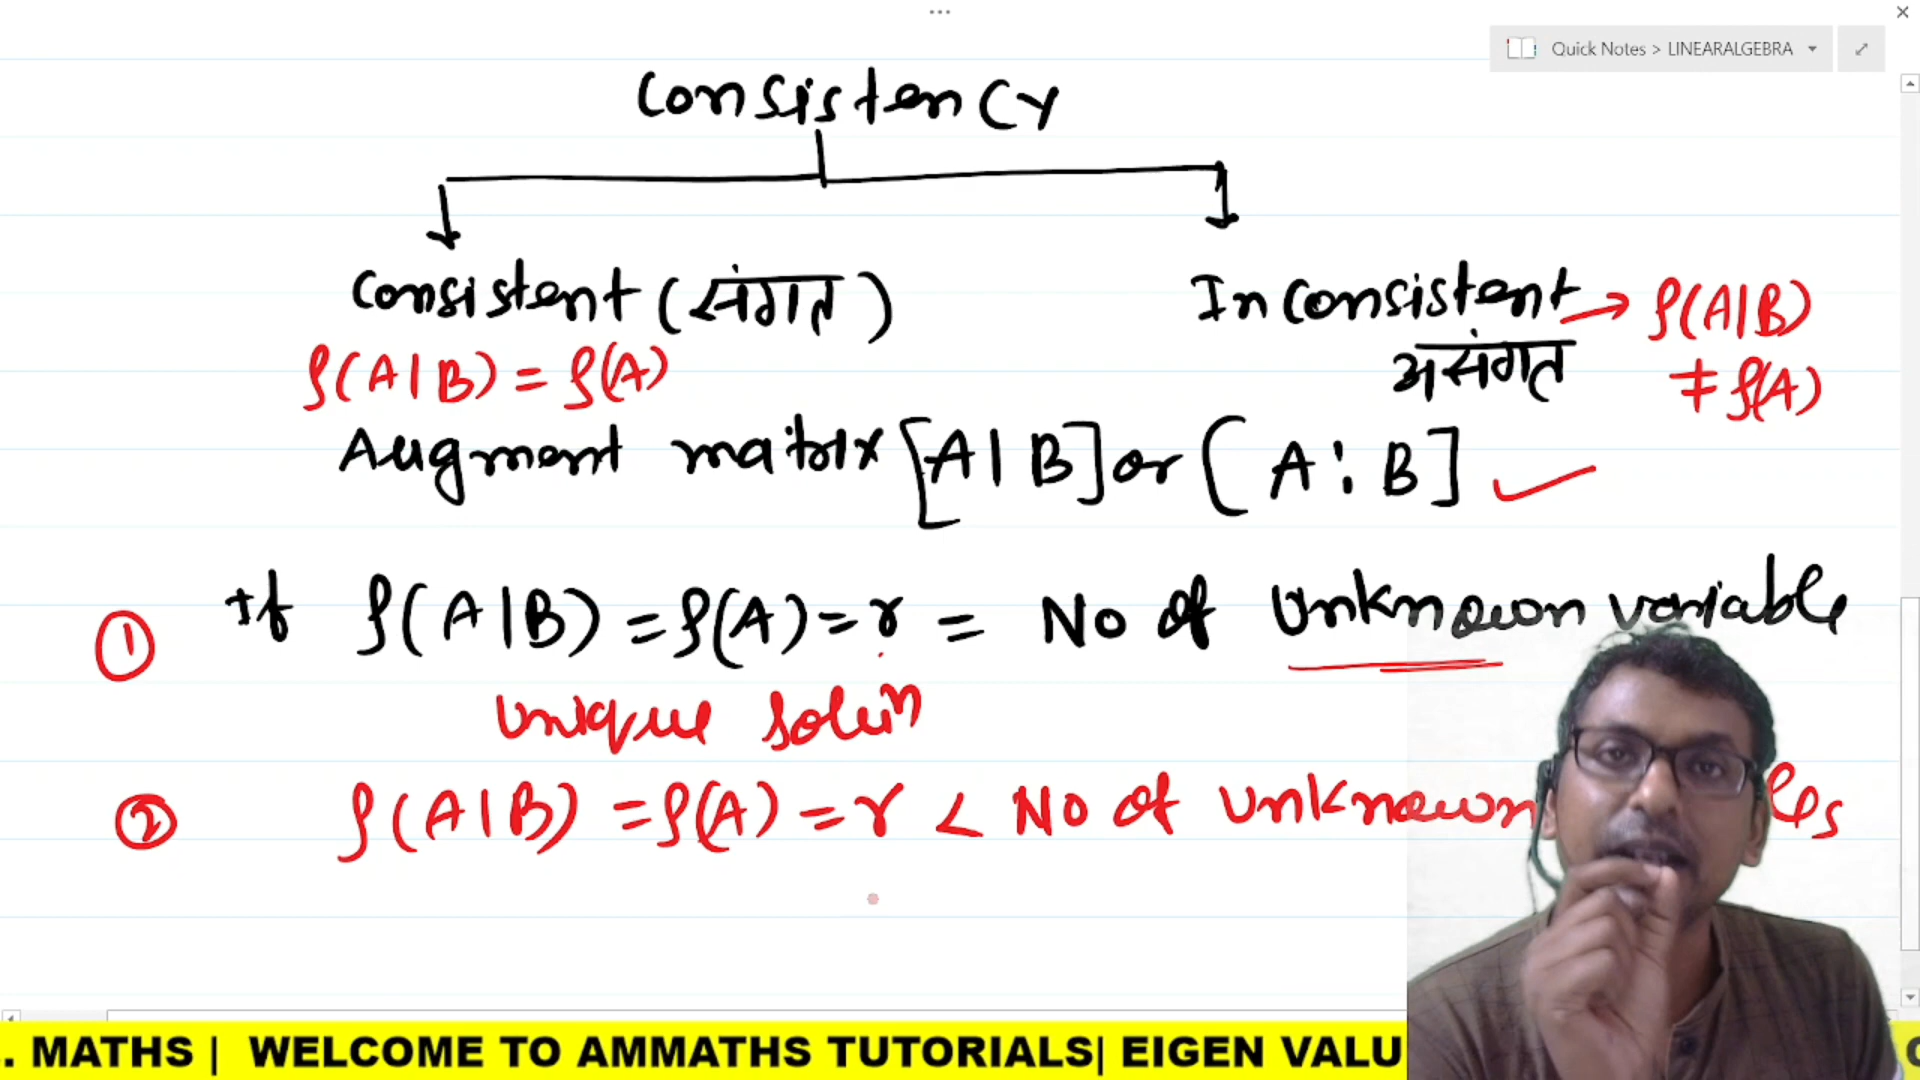 Quick Notes > LINEARALGEBRA
Consistency
Consistent (संगत)
Inconsistent → ρ(A|B)
असंगत ≠ ρ(A)
ρ(A|B) = ρ(A)
Augment matrix [A|B] or [A:B]
① If ρ(A|B) = ρ(A) = r = No of unknown variable
unique soluⁿ
② ρ(A|B) = ρ(A) = r < No of unknown
. MATHS | WELCOME TO AMMATHS TUTORIALS| EIGEN VALU